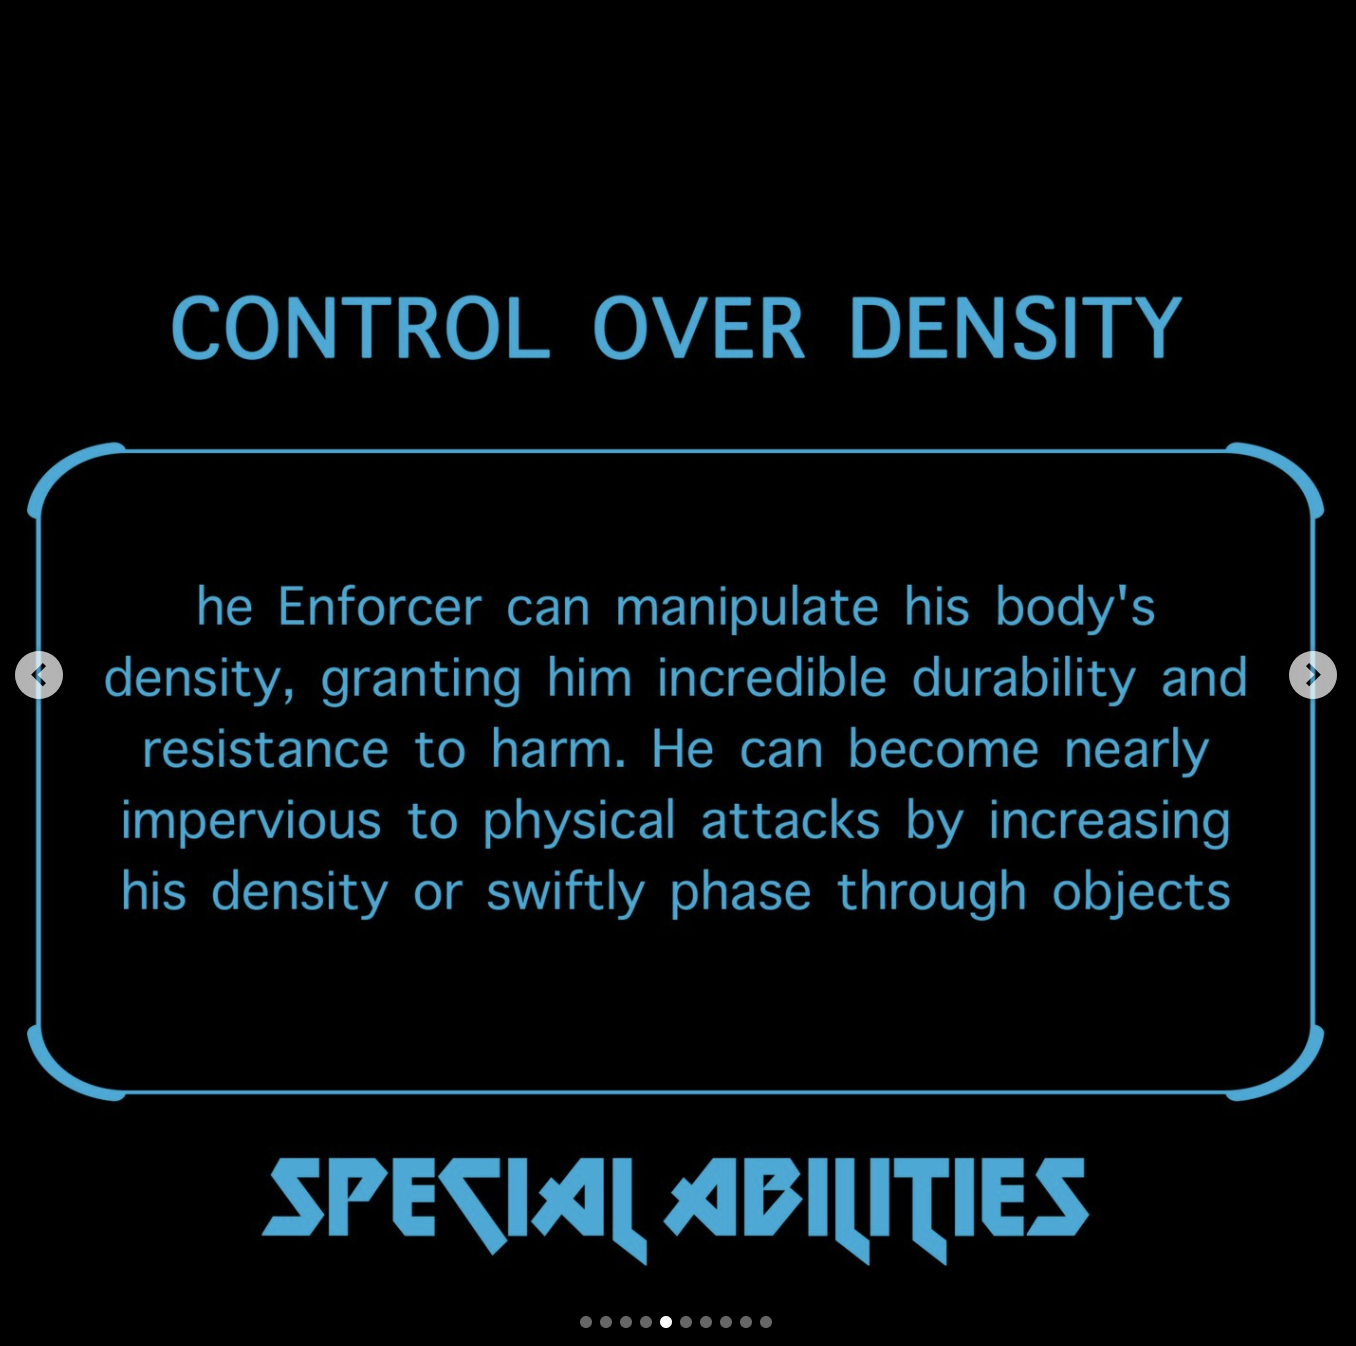 CONTROL OVER DENSITY
he Enforcer can manipulate his body's
density, granting him incredible durability and
resistance to harm. He can become nearly
impervious to physical attacks by increasing
his density or swiftly phase through objects
SPECIAL ABILITIES